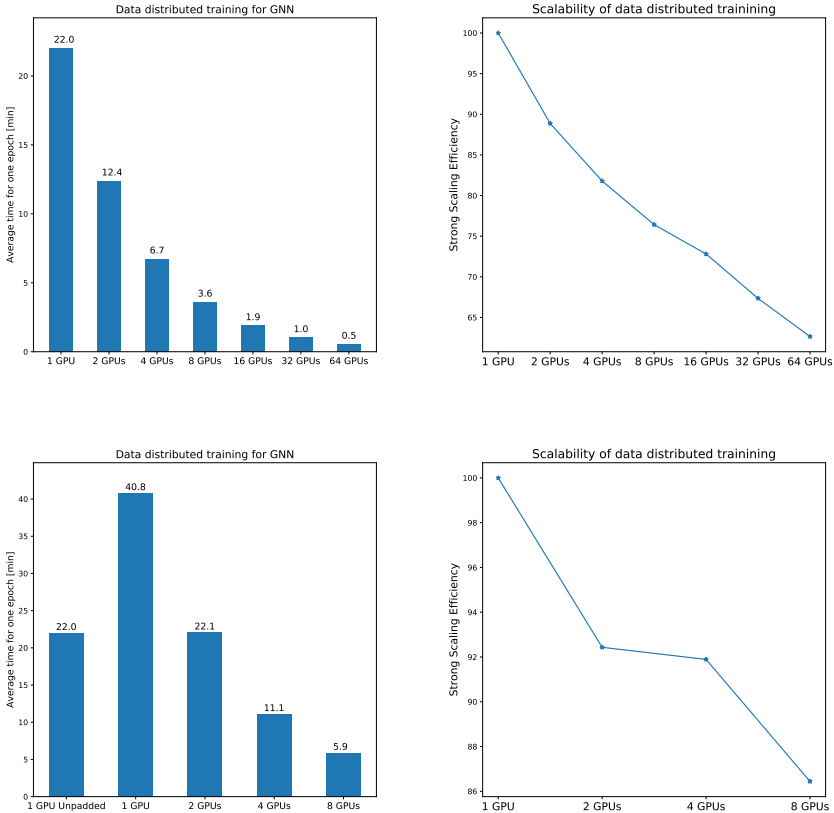 Data distributed training for GNN
Average time for one epoch [min]
20
15
10
5
0
22.0
12.4
6.7
3.6
1.9
1.0
0.5
1 GPU
2 GPUs
4 GPUs
8 GPUs
16 GPUs
32 GPUs
64 GPUs
Scalability of data distributed trainining
Strong Scaling Efficiency
100
95
90
85
80
75
70
65
1 GPU
2 GPUs
4 GPUs
8 GPUs
16 GPUs
32 GPUs
64 GPUs
Data distributed training for GNN
Average time for one epoch [min]
40
35
30
25
20
15
10
5
0
22.0
40.8
22.1
11.1
5.9
1 GPU Unpadded
1 GPU
2 GPUs
4 GPUs
8 GPUs
Scalability of data distributed trainining
Strong Scaling Efficiency
100
98
96
94
92
90
88
86
1 GPU
2 GPUs
4 GPUs
8 GPUs